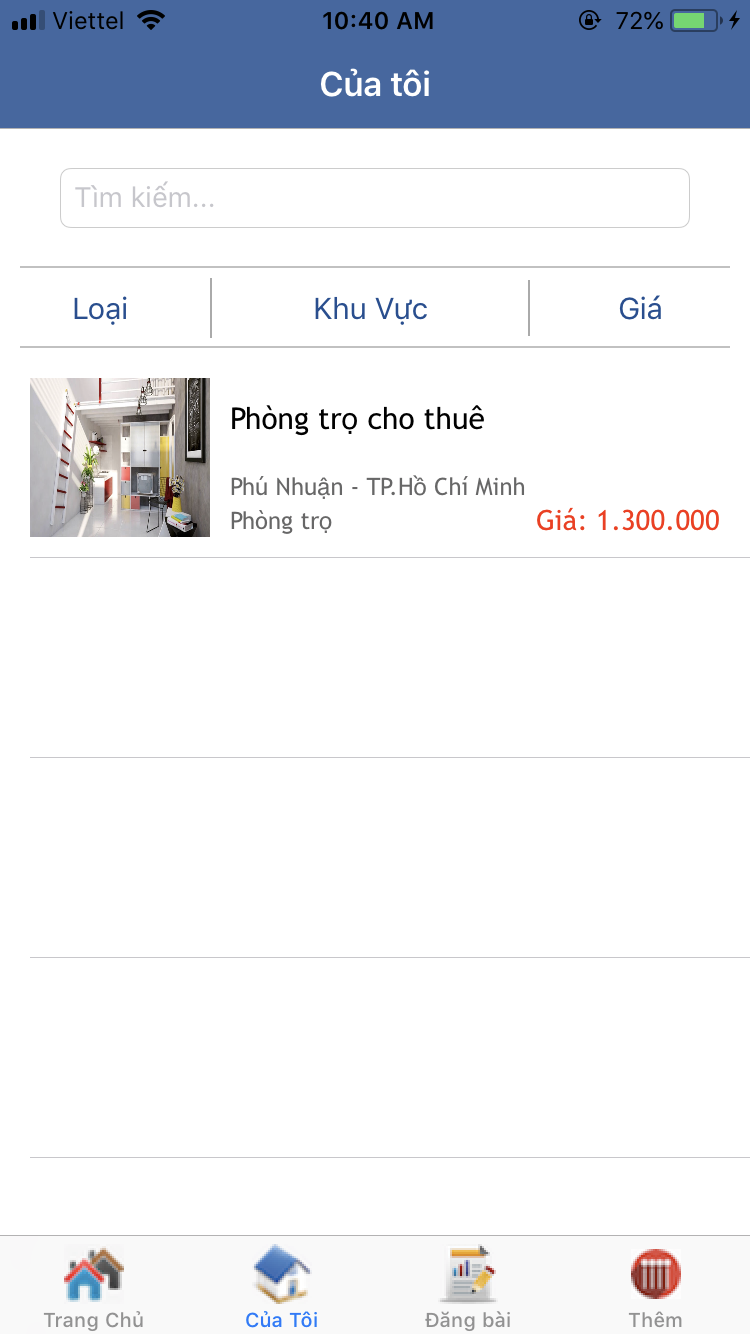 Viettel 10:40 AM 72%
Của tôi
Tìm kiếm...
Loại Khu Vực Giá
Phòng trọ cho thuê
Phú Nhuận - TP.Hồ Chí Minh
Phòng trọ Giá: 1.300.000
Trang Chủ Của Tôi Đăng bài Thêm